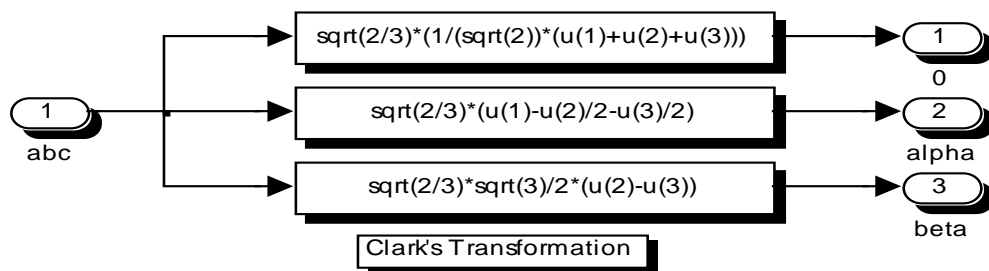 sqrt(2/3)*(1/(sqrt(2))*(u(1)+u(2)+u(3)))
1
0
1
abc
sqrt(2/3)*(u(1)-u(2)/2-u(3)/2)
2
alpha
sqrt(2/3)*sqrt(3)/2*(u(2)-u(3))
3
beta
Clark's Transformation